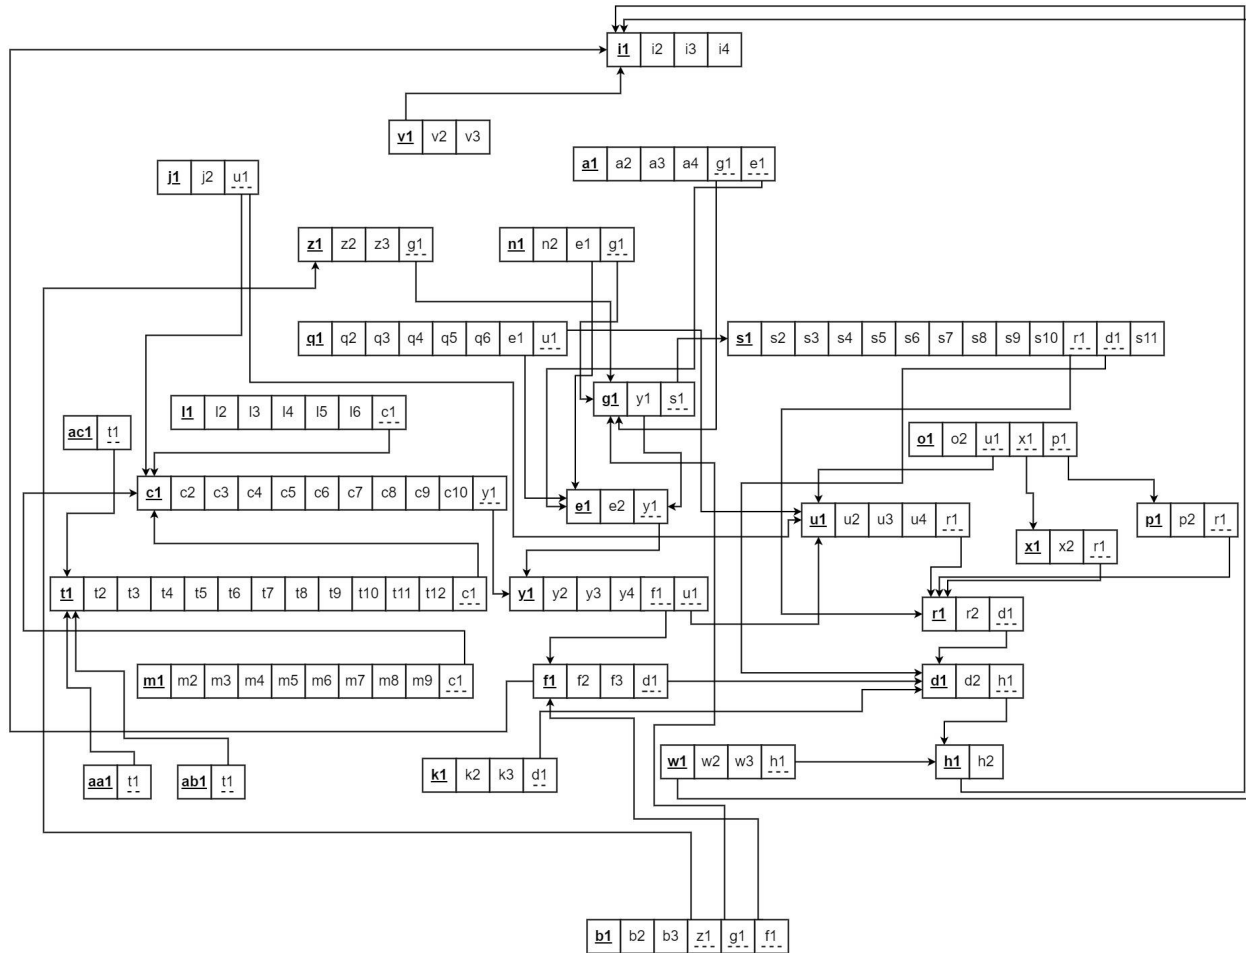 i1 i2 i3 i4
v1 v2 v3
a1 a2 a3 a4 g1 e1
j1 j2 u1
z1 z2 z3 g1
n1 n2 e1 g1
q1 q2 q3 q4 q5 q6 e1 u1
s1 s2 s3 s4 s5 s6 s7 s8 s9 s10 r1 d1 s11
g1 y1 s1
l1 l2 l3 l4 l5 l6 c1
ac1 t1
o1 o2 u1 x1 p1
c1 c2 c3 c4 c5 c6 c7 c8 c9 c10 y1
e1 e2 y1
u1 u2 u3 u4 r1
p1 p2 r1
x1 x2 r1
t1 t2 t3 t4 t5 t6 t7 t8 t9 t10 t11 t12 c1
y1 y2 y3 y4 f1 u1
r1 r2 d1
m1 m2 m3 m4 m5 m6 m7 m8 m9 c1
f1 f2 f3 d1
d1 d2 h1
w1 w2 w3 h1
h1 h2
aa1 t1
ab1 t1
k1 k2 k3 d1
b1 b2 b3 z1 g1 f1